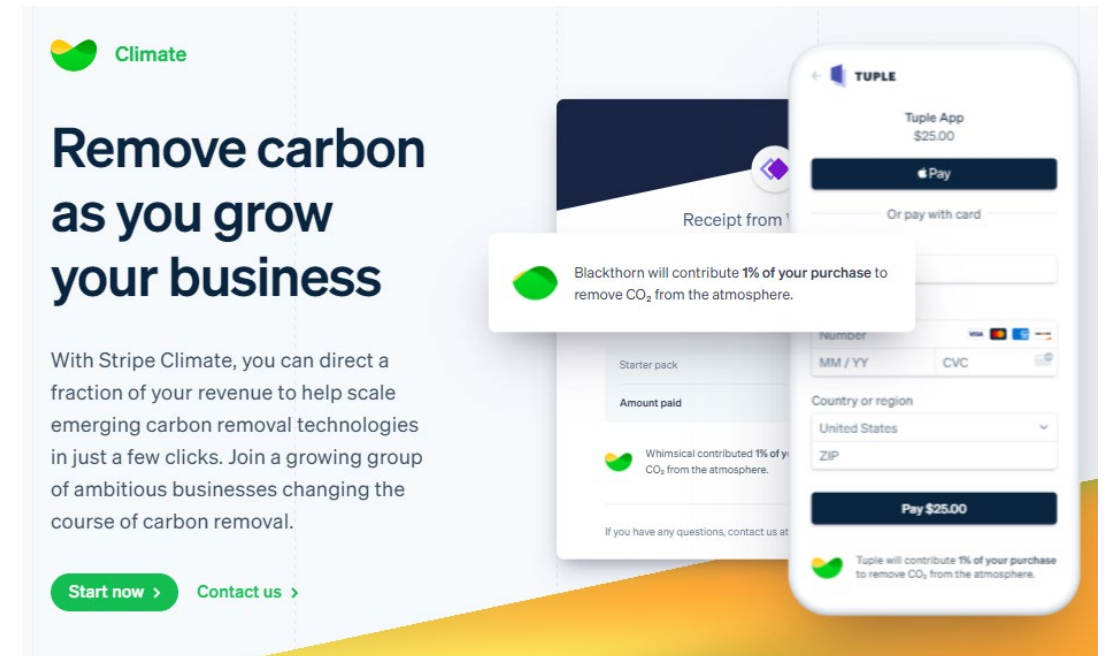 Climate
Remove carbon
as you grow
your business
With Stripe Climate, you can direct a
fraction of your revenue to help scale
emerging carbon removal technologies
in just a few clicks. Join a growing group
of ambitious businesses changing the
course of carbon removal.
Start now
Contact us
Receipt from
Blackthorn will contribute 1% of your purchase to
remove CO₂ from the atmosphere.
Starter pack
Amount paid
Whimsical contributed 1% of
CO₂ from the atmosphere.
If you have any questions, contact us at
TUPLE
Tuple App
$25.00
Pay
Or pay with card
Number
VISA
MM / YY
CVC
Country or region
United States
ZIP
Pay $25.00
Tuple will contribute 1% of your purchase
to remove CO₂ from the atmosphere.